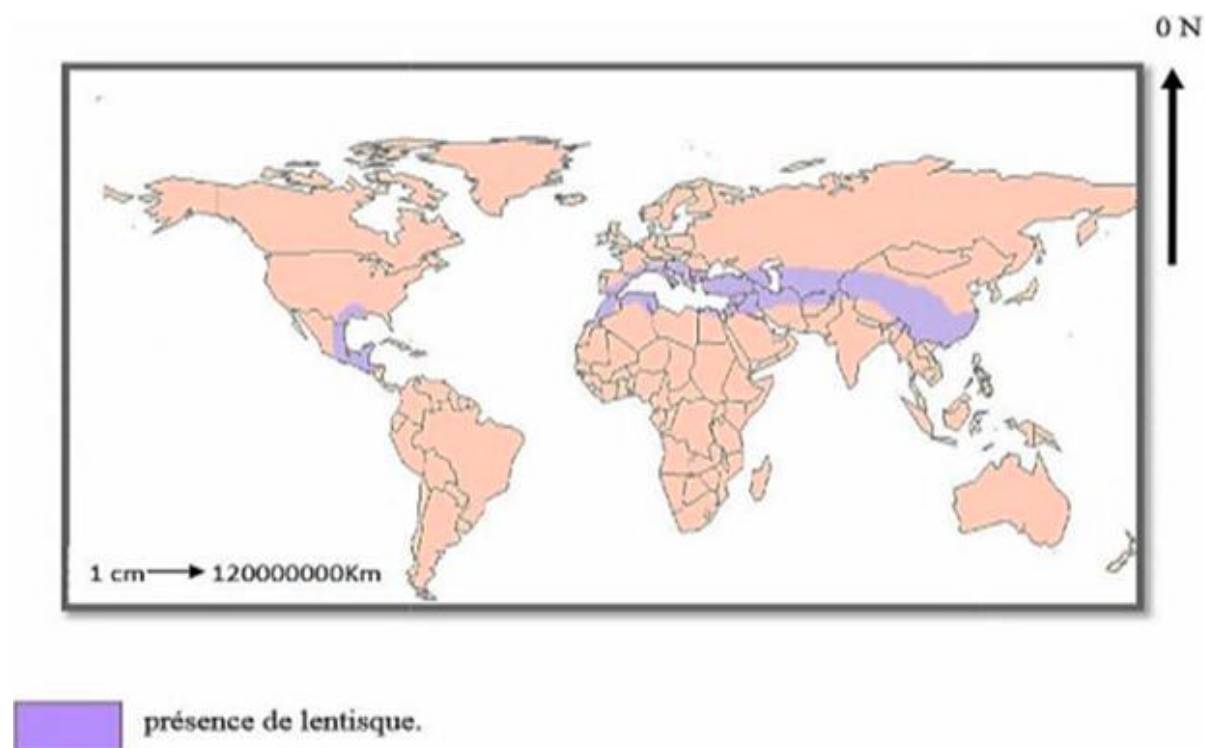 0 N
1 cm → 120000000Km
présence de lentisque.